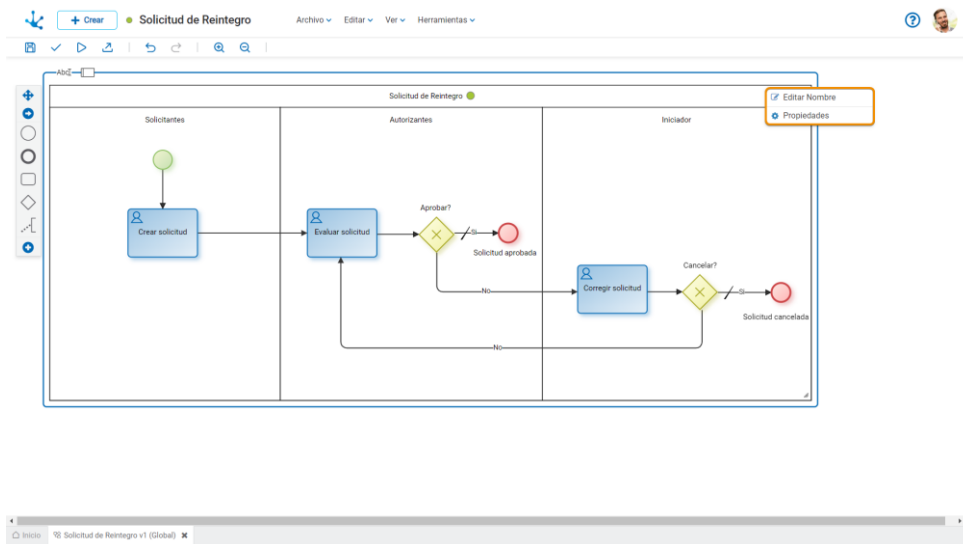 + Crear
Solicitud de Reintegro
Archivo
Editar
Ver
Herramientas
?
Abc
Solicitud de Reintegro
Editar Nombre
Propiedades
Solicitantes
Autorizantes
Iniciador
Crear solicitud
Evaluar solicitud
Aprobar?
Si
Solicitud aprobada
No
Corregir solicitud
Cancelar?
Si
Solicitud cancelada
No
Inicio
Solicitud de Reintegro v1 (Global)